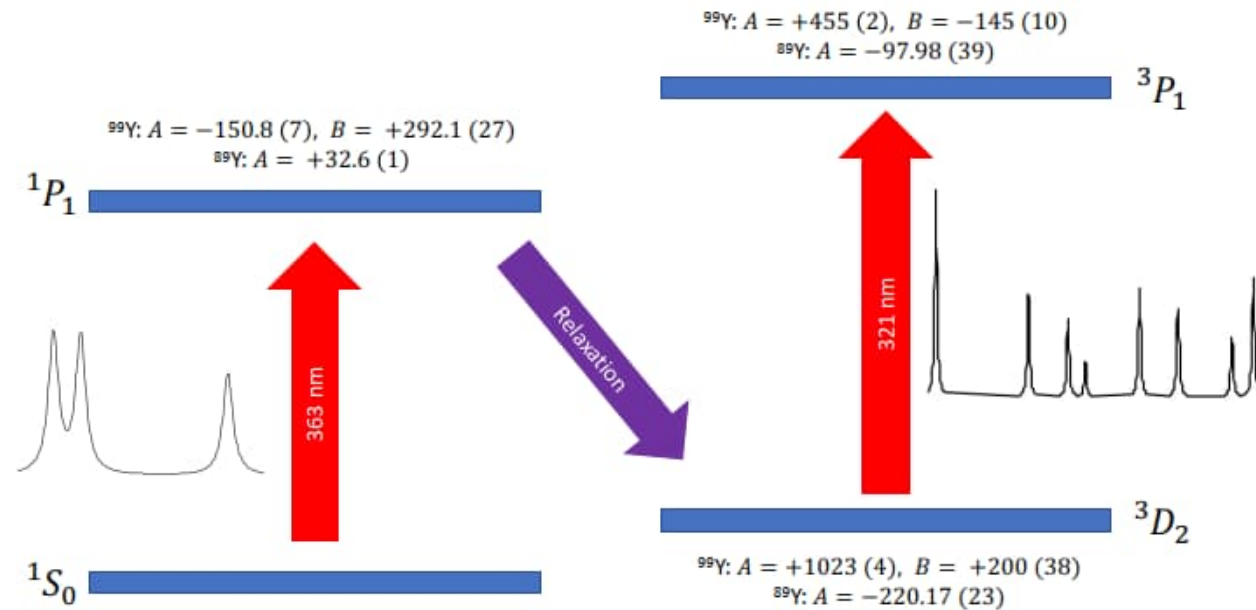 ⁹⁹Y: A = +455 (2), B = −145 (10)
⁸⁹Y: A = −97.98 (39)
³P₁
⁹⁹Y: A = −150.8 (7), B = +292.1 (27)
⁸⁹Y: A = +32.6 (1)
¹P₁
363 nm
Relaxation
321 nm
³D₂
⁹⁹Y: A = +1023 (4), B = +200 (38)
⁸⁹Y: A = −220.17 (23)
¹S₀